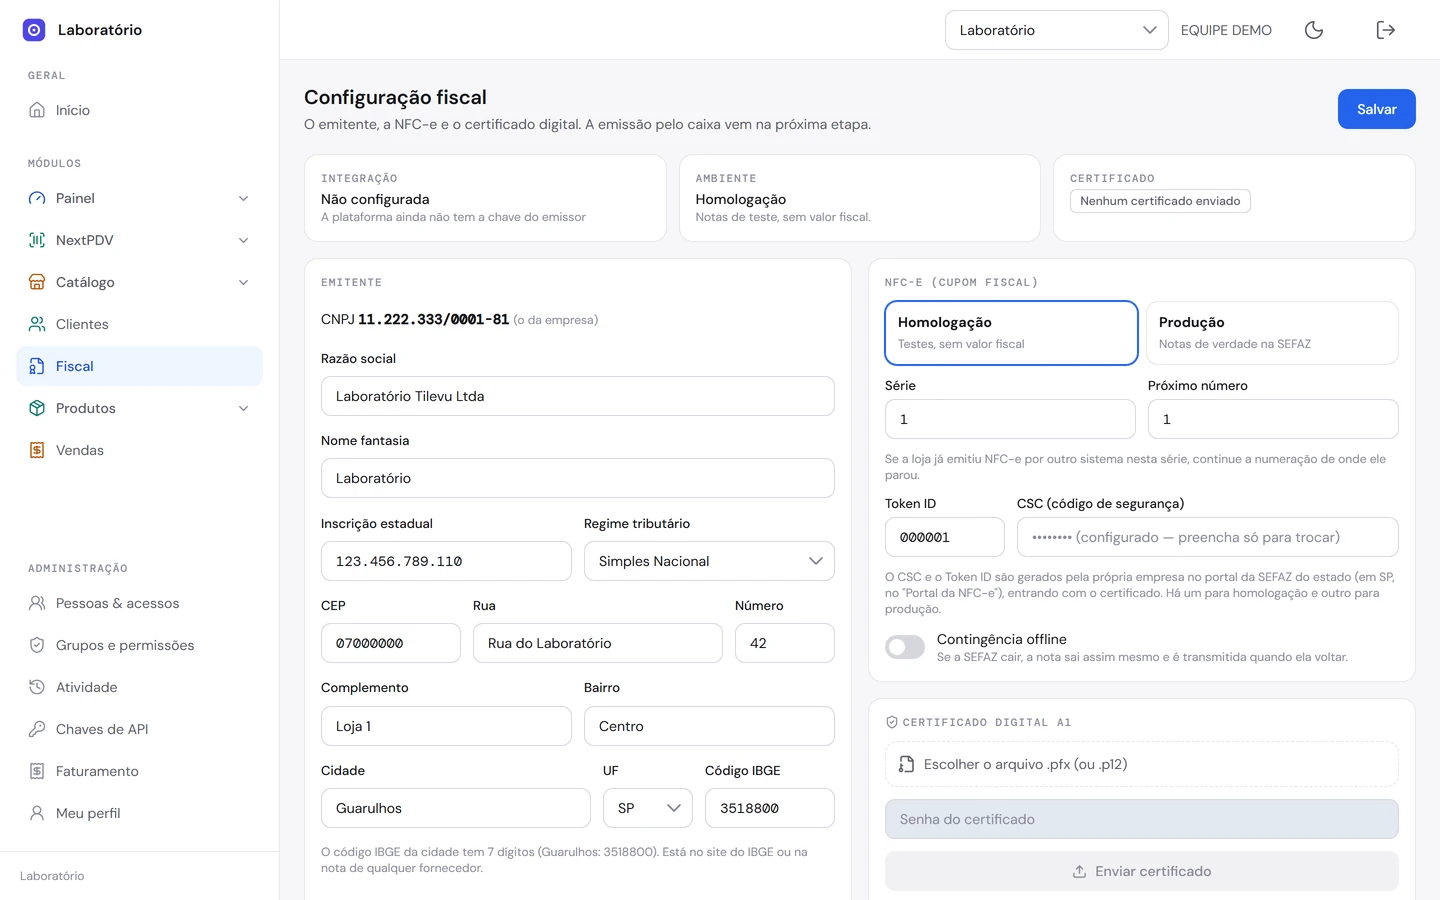 Laboratório
GERAL
Início
MÓDULOS
Painel
NextPDV
Catálogo
Clientes
Fiscal
Produtos
Vendas
ADMINISTRAÇÃO
Pessoas & acessos
Grupos e permissões
Atividade
Chaves de API
Faturamento
Meu perfil
Laboratório
Laboratório
EQUIPE DEMO
Configuração fiscal
O emitente, a NFC-e e o certificado digital. A emissão pelo caixa vem na próxima etapa.
Salvar
INTEGRAÇÃO
Não configurada
A plataforma ainda não tem a chave do emissor
AMBIENTE
Homologação
Notas de teste, sem valor fiscal.
CERTIFICADO
Nenhum certificado enviado
EMITENTE
CNPJ 11.222.333/0001-81 (o da empresa)
Razão social
Laboratório Tilevu Ltda
Nome fantasia
Laboratório
Inscrição estadual
Regime tributário
123.456.789.110
Simples Nacional
CEP
Rua
Número
07000000
Rua do Laboratório
42
Complemento
Bairro
Loja 1
Centro
Cidade
UF
Código IBGE
Guarulhos
SP
3518800
O código IBGE da cidade tem 7 dígitos (Guarulhos: 3518800). Está no site do IBGE ou na
nota de qualquer fornecedor.
NFC-E (CUPOM FISCAL)
Homologação
Testes, sem valor fiscal
Produção
Notas de verdade na SEFAZ
Série
Próximo número
1
1
Se a loja já emitiu NFC-e por outro sistema nesta série, continue a numeração de onde ele
parou.
Token ID
CSC (código de segurança)
000001
•••••••• (configurado — preencha só para trocar)
O CSC e o Token ID são gerados pela própria empresa no portal da SEFAZ do estado (em SP,
no "Portal da NFC-e"), entrando com o certificado. Há um para homologação e outro para
produção.
Contingência offline
Se a SEFAZ cair, a nota sai assim mesmo e é transmitida quando ela voltar.
CERTIFICADO DIGITAL A1
Escolher o arquivo .pfx (ou .p12)
Senha do certificado
Enviar certificado